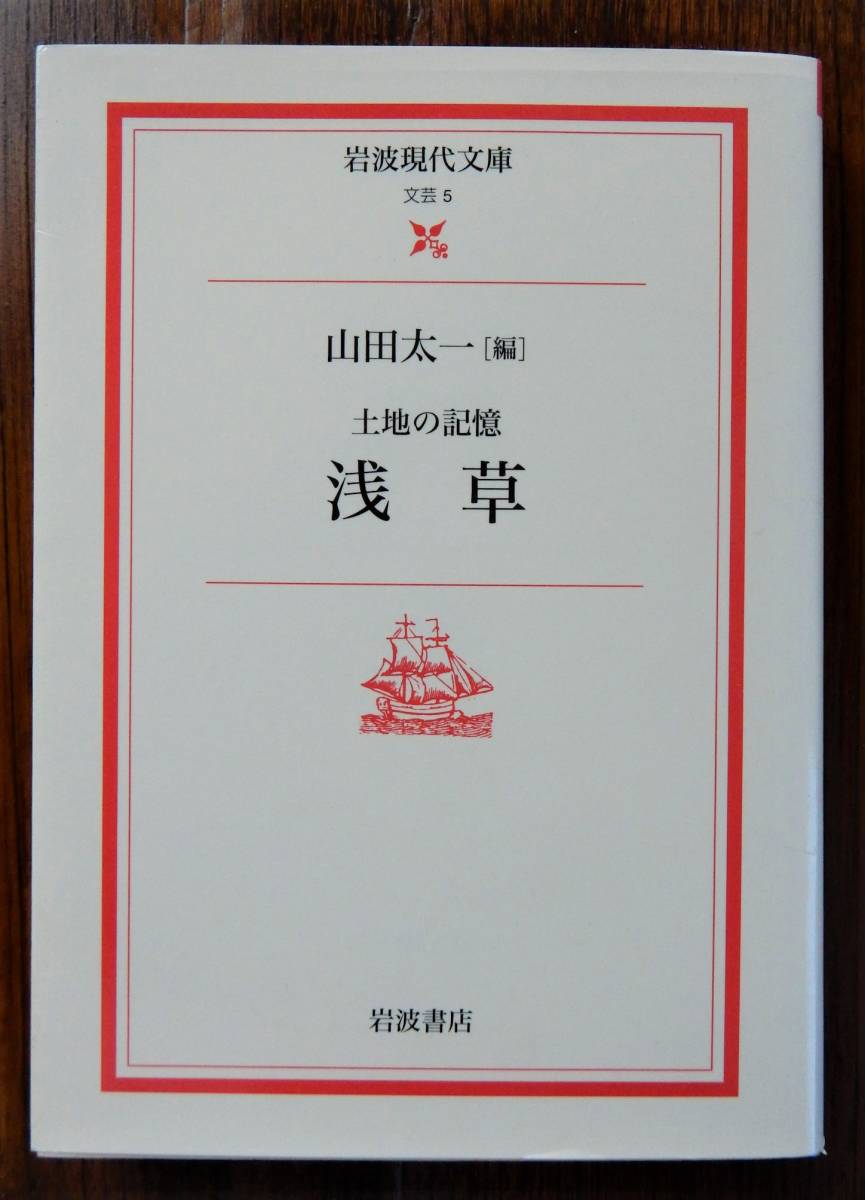 岩波現代文庫
文芸 5
山田太一[編]
土地の記憶
浅草
岩波書店